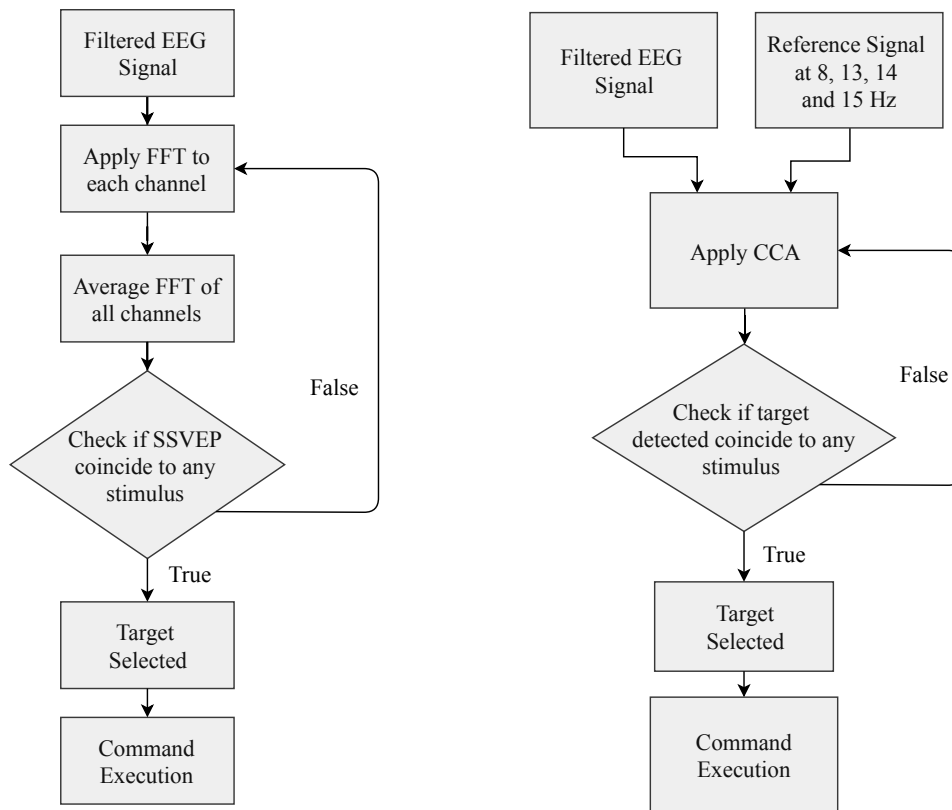 Filtered EEG
Signal
Apply FFT to
each channel
Average FFT of
all channels
False
Check if SSVEP
coincide to any
stimulus
True
Target
Selected
Command
Execution
Filtered EEG
Signal
Reference Signal
at 8, 13, 14
and 15 Hz
Apply CCA
False
Check if target
detected coincide to any
stimulus
True
Target
Selected
Command
Execution